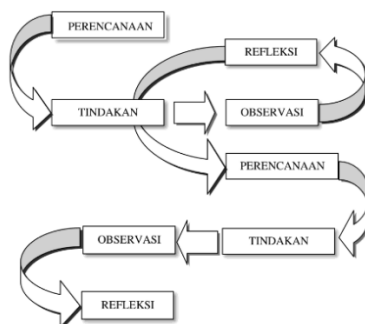 PERENCANAAN
REFLEKSI
TINDAKAN
OBSERVASI
PERENCANAAN
OBSERVASI
TINDAKAN
REFLEKSI